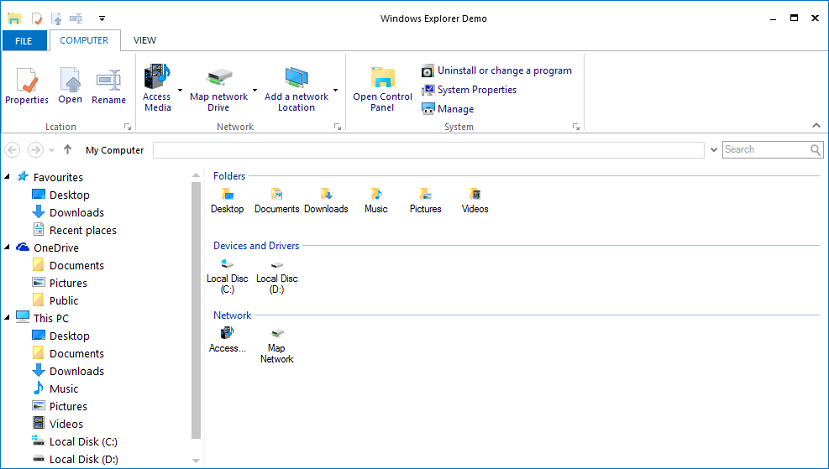 Windows Explorer Demo
FILE COMPUTER VIEW
Properties Open Rename
Access Media
Map network Drive
Add a network Location
Open Control Panel
Uninstall or change a program
System Properties
Manage
Lcation Network System
My Computer Search
Favourites
Desktop
Downloads
Recent places
OneDrive
Documents
Pictures
Public
This PC
Desktop
Documents
Downloads
Music
Pictures
Videos
Local Disk (C:)
Local Disk (D:)
Folders
Desktop Documents Downloads Music Pictures Videos
Devices and Drivers
Local Disc (C:)
Local Disc (D:)
Network
Access...
Map Network